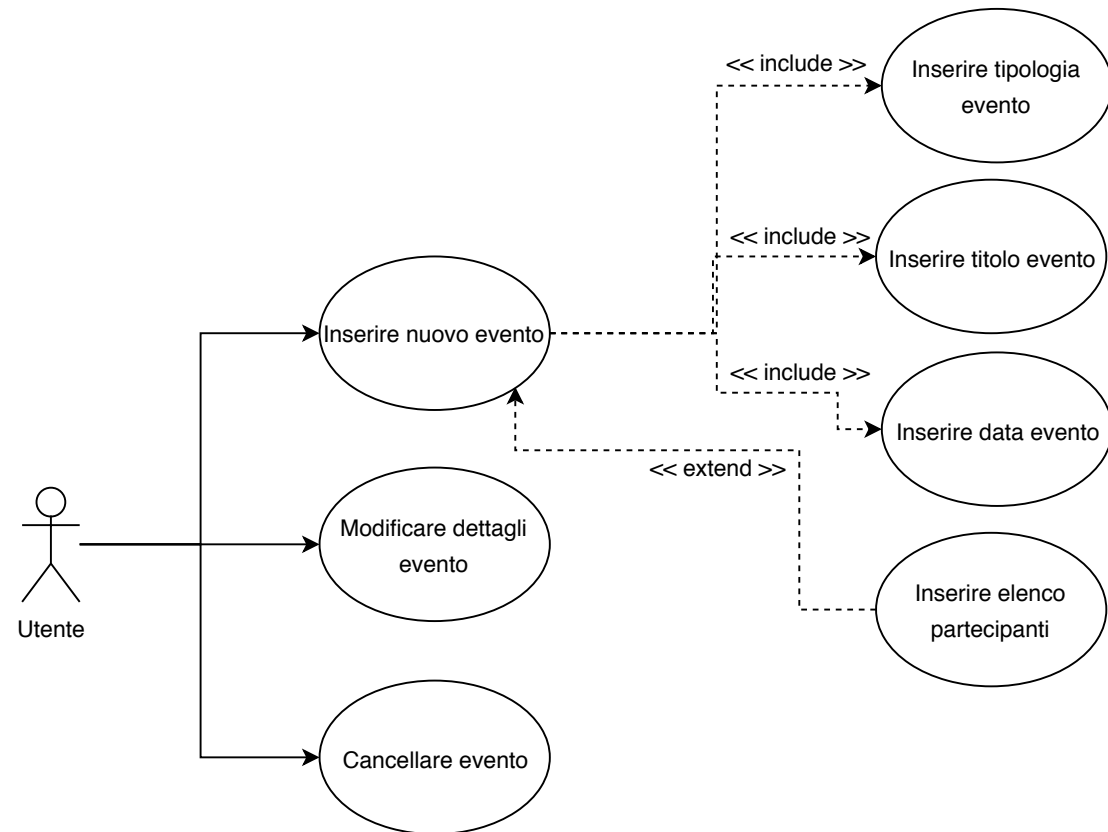 << include >>
Inserire tipologia
evento
<< include >>
Inserire titolo evento
Inserire nuovo evento
<< include >>
Inserire data evento
<< extend >>
Modificare dettagli
evento
Inserire elenco
partecipanti
Utente
Cancellare evento